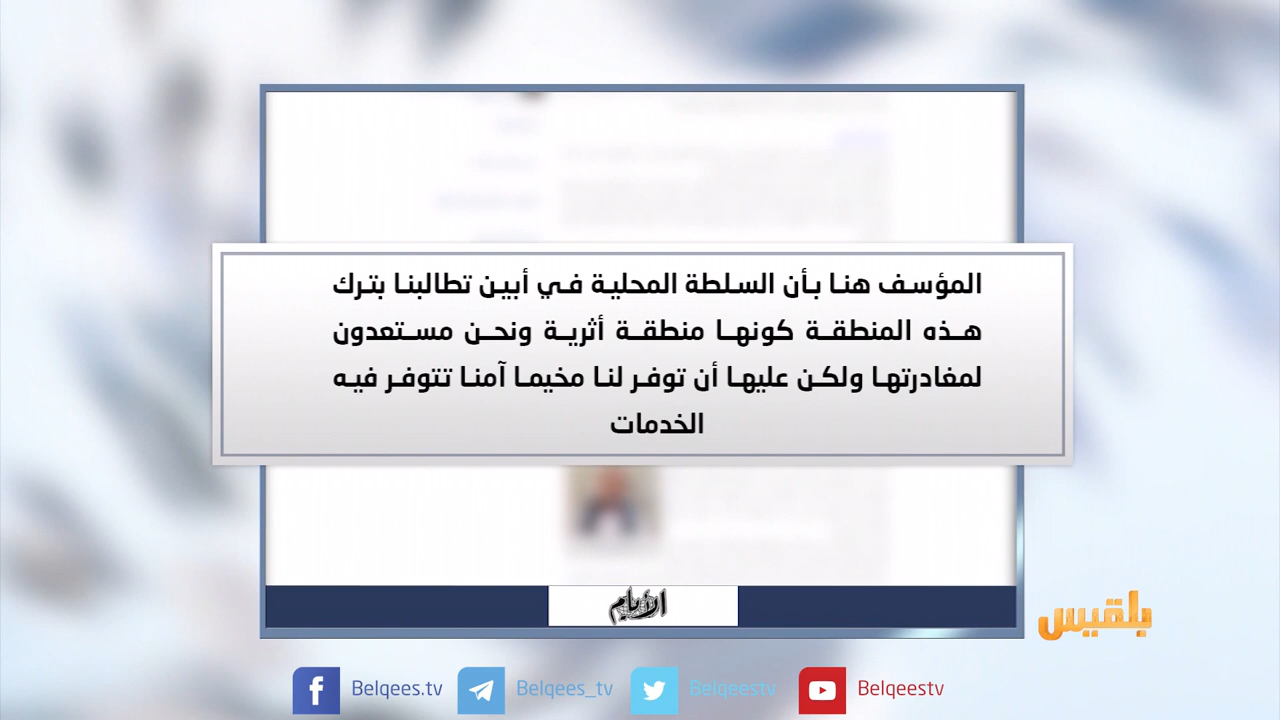 المؤسف هنا بأن السلطة المحلية في أبين تطالبنا بترك
هذه المنطقة كونها منطقة أثرية ونحن مستعدون
لمغادرتها ولكن عليها أن توفر لنا مخيما آمنا تتوفر فيه
الخدمات
الأيام
بلقيس
Belqees.tv
Belqees_tv
Belqeestv
Belqeestv